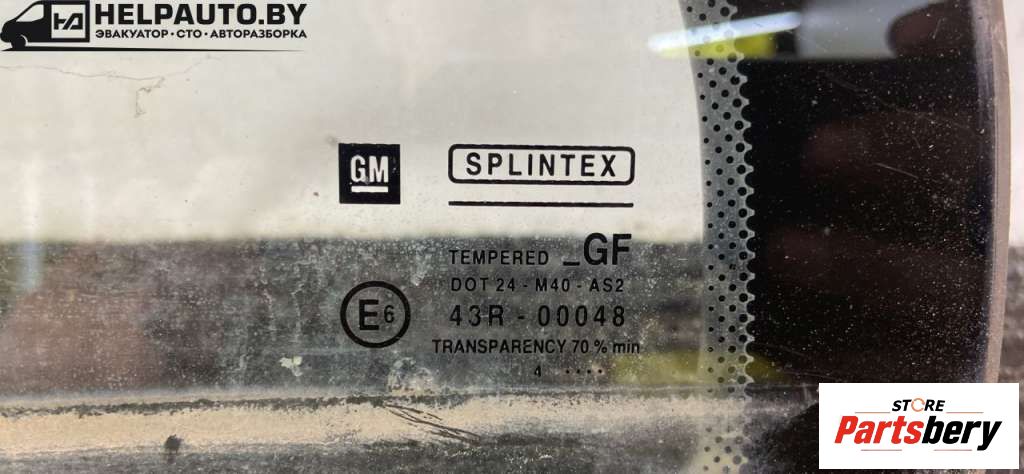 HELPAUTO.BY
ЭВАКУАТОР • СТО • АВТОРАЗБОРКА
GM
SPLINTEX
TEMPERED _GF
DOT 24 - M40 - AS2
E6
43R - 00048
TRANSPARENCY 70 % min
4 ....
STORE
Partsbery